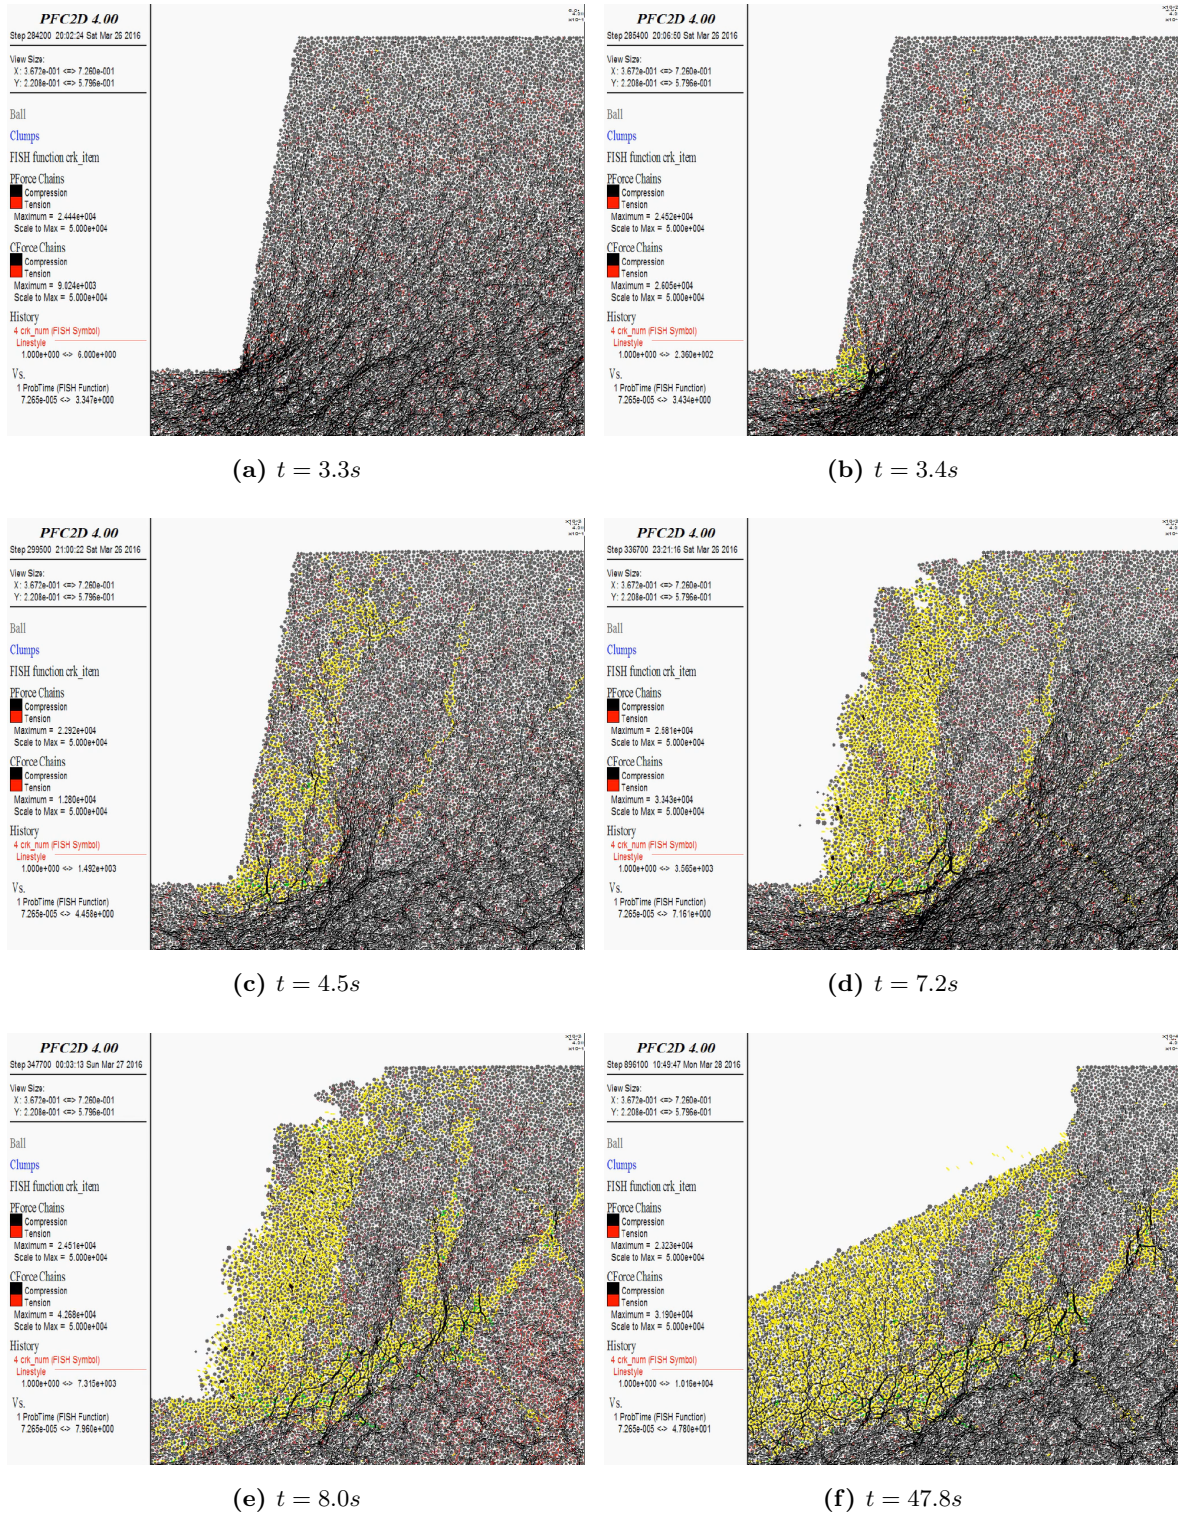 PFC2D 4.00
Step 284200 20:02:24 Sat Mar 26 2016
View Size:
X: 3.672e-001 <=> 7.260e-001
Y: 2.208e-001 <=> 5.796e-001
Ball
Clumps
FISH function crk_item
PForce Chains
Compression
Tension
Maximum = 2.444e+004
Scale to Max = 5.000e+004
CForce Chains
Compression
Tension
Maximum = 9.024e+003
Scale to Max = 5.000e+004
History
4 crk_num (FISH Symbol)
Linestyle
1.000e+000 <-> 6.000e+000
Vs.
1 ProbTime (FISH Function)
7.265e-005 <-> 3.347e+000
(a) t = 3.3s
PFC2D 4.00
Step 285400 20:06:50 Sat Mar 26 2016
View Size:
X: 3.672e-001 <=> 7.260e-001
Y: 2.208e-001 <=> 5.796e-001
Ball
Clumps
FISH function crk_item
PForce Chains
Compression
Tension
Maximum = 2.452e+004
Scale to Max = 5.000e+004
CForce Chains
Compression
Tension
Maximum = 2.605e+004
Scale to Max = 5.000e+004
History
4 crk_num (FISH Symbol)
Linestyle
1.000e+000 <-> 2.360e+002
Vs.
1 ProbTime (FISH Function)
7.265e-005 <-> 3.434e+000
(b) t = 3.4s
PFC2D 4.00
Step 299500 21:00:22 Sat Mar 26 2016
View Size:
X: 3.672e-001 <=> 7.260e-001
Y: 2.208e-001 <=> 5.796e-001
Ball
Clumps
FISH function crk_item
PForce Chains
Compression
Tension
Maximum = 2.292e+004
Scale to Max = 5.000e+004
CForce Chains
Compression
Tension
Maximum = 1.280e+004
Scale to Max = 5.000e+004
History
4 crk_num (FISH Symbol)
Linestyle
1.000e+000 <-> 1.492e+003
Vs.
1 ProbTime (FISH Function)
7.265e-005 <-> 4.458e+000
(c) t = 4.5s
PFC2D 4.00
Step 336700 23:21:16 Sat Mar 26 2016
View Size:
X: 3.672e-001 <=> 7.260e-001
Y: 2.208e-001 <=> 5.796e-001
Ball
Clumps
FISH function crk_item
PForce Chains
Compression
Tension
Maximum = 2.581e+004
Scale to Max = 5.000e+004
CForce Chains
Compression
Tension
Maximum = 3.343e+004
Scale to Max = 5.000e+004
History
4 crk_num (FISH Symbol)
Linestyle
1.000e+000 <-> 3.565e+003
Vs.
1 ProbTime (FISH Function)
7.265e-005 <-> 7.161e+000
(d) t = 7.2s
PFC2D 4.00
Step 347700 00:03:13 Sun Mar 27 2016
View Size:
X: 3.672e-001 <=> 7.260e-001
Y: 2.208e-001 <=> 5.796e-001
Ball
Clumps
FISH function crk_item
PForce Chains
Compression
Tension
Maximum = 2.451e+004
Scale to Max = 5.000e+004
CForce Chains
Compression
Tension
Maximum = 4.268e+004
Scale to Max = 5.000e+004
History
4 crk_num (FISH Symbol)
Linestyle
1.000e+000 <-> 7.315e+003
Vs.
1 ProbTime (FISH Function)
7.265e-005 <-> 7.960e+000
(e) t = 8.0s
PFC2D 4.00
Step 896100 10:49:47 Mon Mar 28 2016
View Size:
X: 3.672e-001 <=> 7.260e-001
Y: 2.208e-001 <=> 5.796e-001
Ball
Clumps
FISH function crk_item
PForce Chains
Compression
Tension
Maximum = 2.323e+004
Scale to Max = 5.000e+004
CForce Chains
Compression
Tension
Maximum = 3.190e+004
Scale to Max = 5.000e+004
History
4 crk_num (FISH Symbol)
Linestyle
1.000e+000 <-> 1.016e+004
Vs.
1 ProbTime (FISH Function)
7.265e-005 <-> 4.780e+001
(f) t = 47.8s